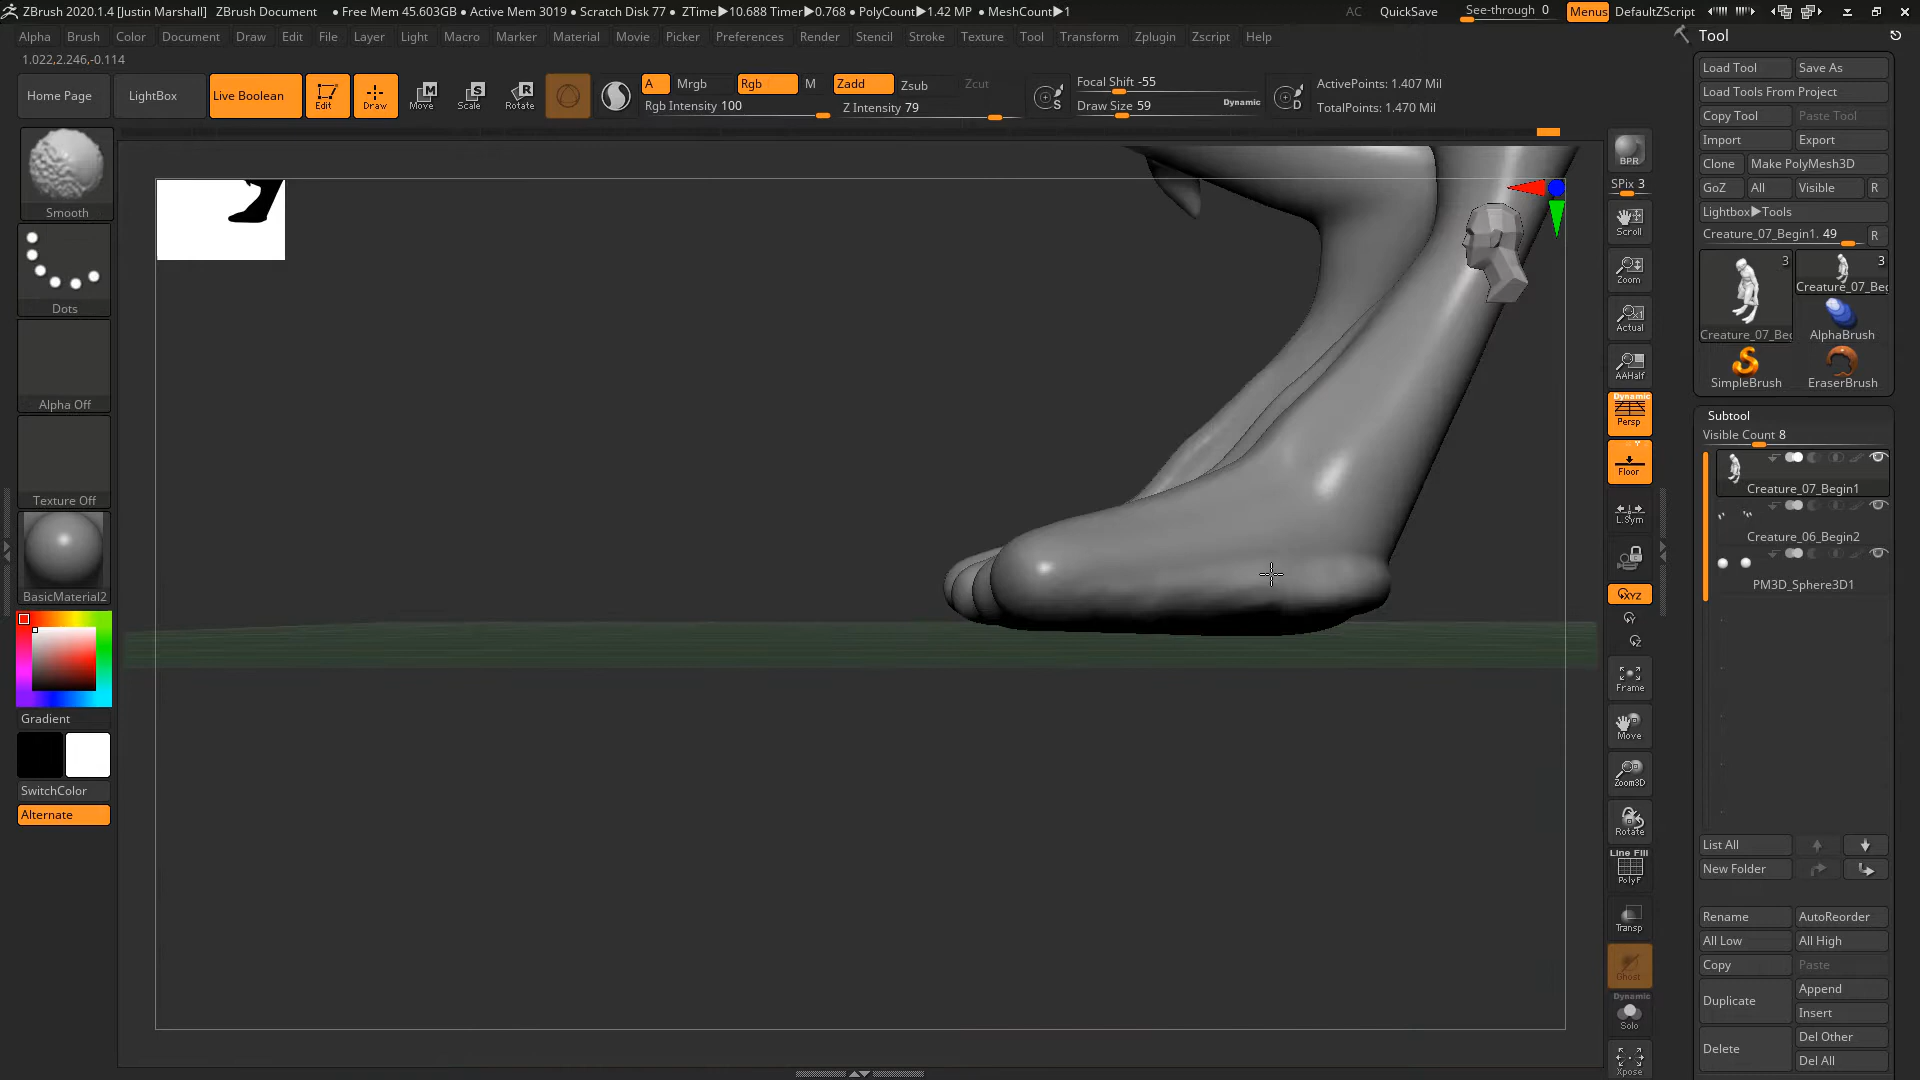 ZBrush 2020.1.4 [Justin Marshall] ZBrush Document ● Free Mem 45.603GB ● Active Mem 3019 ● Scratch Disk 77 ● ZTime▶10.688 Timer▶0.768 ● PolyCount▶1.42 MP ● MeshCount▶1 AC QuickSave See-through 0 Menus DefaultZScript
Alpha Brush Color Document Draw Edit File Layer Light Macro Marker Material Movie Picker Preferences Render Stencil Stroke Texture Tool Transform Zplugin Zscript Help
1.022,2.246,-0.114
Home Page LightBox Live Boolean Edit Draw Move Scale Rotate
A Mrgb Rgb M Zadd Zsub Zcut
Rgb Intensity 100 Z Intensity 79
S Focal Shift -55
Draw Size 59 Dynamic
D ActivePoints: 1.407 Mil
TotalPoints: 1.470 Mil
Smooth
Dots
Alpha Off
Texture Off
BasicMaterial2
Gradient
SwitchColor
Alternate
BPR
SPix 3
Scroll
Zoom
Actual
AAHalf
Dynamic
Persp
Floor
L.Sym
XYZ
Y
Z
Frame
Move
Zoom3D
Rotate
Line Fill
PolyF
Transp
Ghost
Dynamic
Solo
Xpose
Tool
Load Tool Save As
Load Tools From Project
Copy Tool Paste Tool
Import Export
Clone Make PolyMesh3D
GoZ All Visible R
Lightbox▶Tools
Creature_07_Begin1. 49 R
3 3
Creature_07_Bec
Creature_07_Bec AlphaBrush
SimpleBrush EraserBrush
Subtool
Visible Count 8
Creature_07_Begin1
Creature_06_Begin2
PM3D_Sphere3D1
List All
New Folder
Rename AutoReorder
All Low All High
Copy Paste
Duplicate Append
Insert
Delete Del Other
Del All